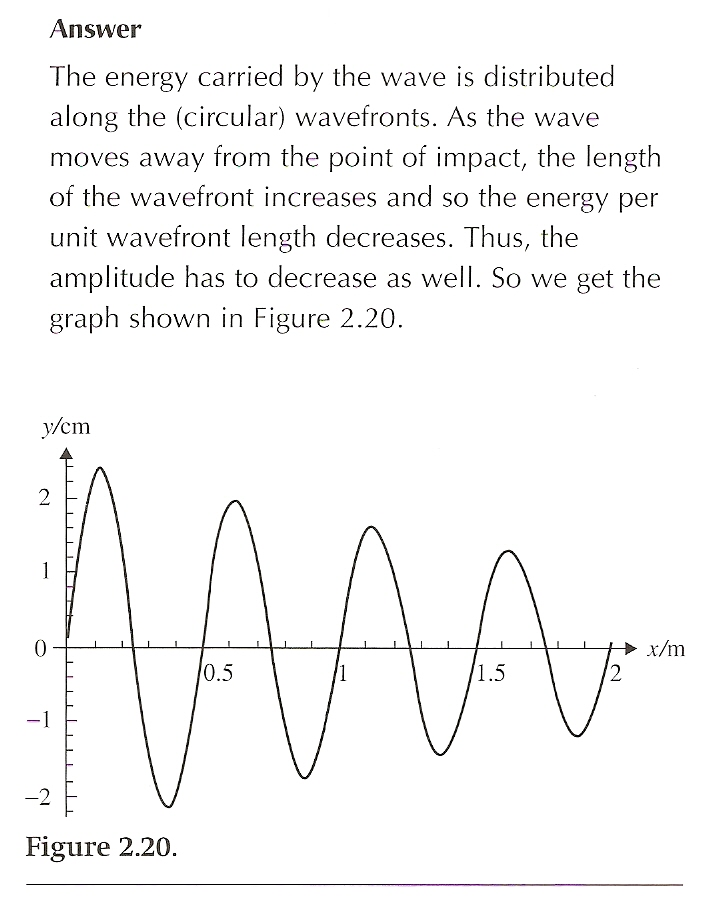 Answer
The energy carried by the wave is distributed
along the (circular) wavefronts. As the wave
moves away from the point of impact, the length
of the wavefront increases and so the energy per
unit wavefront length decreases. Thus, the
amplitude has to decrease as well. So we get the
graph shown in Figure 2.20.
y/cm
2
1
0
x/m
0.5
1
1.5
2
−1
−2
Figure 2.20.